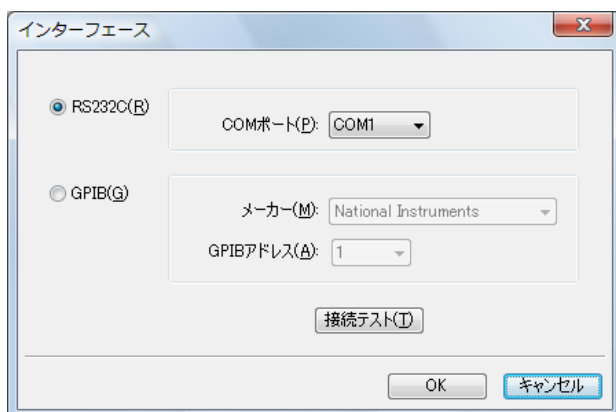 インターフェース
RS232C(R)
COMポート(P): COM1
GPIB(G)
メーカー(M): National Instruments
GPIBアドレス(A): 1
接続テスト(T)
OK キャンセル